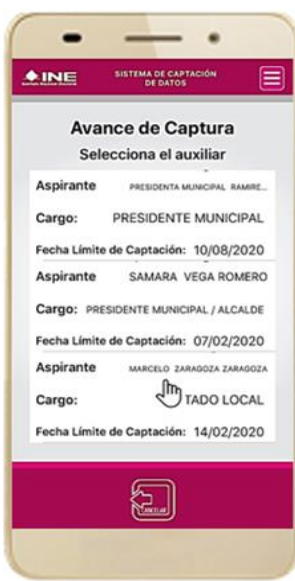 INE
SISTEMA DE CAPTACIÓN
DE DATOS
Avance de Captura
Selecciona el auxiliar
Aspirante PRESIDENTA MUNICIPAL RAMIRE...
Cargo: PRESIDENTE MUNICIPAL
Fecha Límite de Captación: 10/08/2020
Aspirante SAMARA VEGA ROMERO
Cargo: PRESIDENTE MUNICIPAL / ALCALDE
Fecha Límite de Captación: 07/02/2020
Aspirante MARCELO ZARAGOZA ZARAGOZA
Cargo: TADO LOCAL
Fecha Límite de Captación: 14/02/2020
CANCELAR